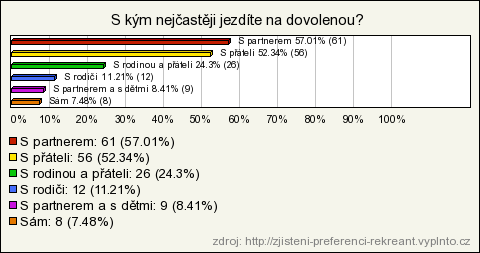 S kým nejčastěji jezdíte na dovolenou?
S partnerem 57.01% (61)
S přáteli 52.34% (56)
S rodinou a přáteli 24.3% (26)
S rodiči 11.21% (12)
S partnerem a s dětmi 8.41% (9)
Sám 7.48% (8)
0% 10% 20% 30% 40% 50% 60% 70% 80% 90% 100%
S partnerem: 61 (57.01%)
S přáteli: 56 (52.34%)
S rodinou a přáteli: 26 (24.3%)
S rodiči: 12 (11.21%)
S partnerem a s dětmi: 9 (8.41%)
Sám: 8 (7.48%)
zdroj: http://zjisteni-preferenci-rekreant.vyplnto.cz